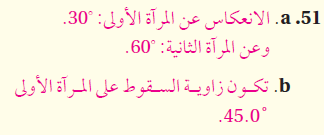 51. a. الانعكاس عن المرآة الأولى: 30°.
وعن المرآة الثانية: 60°.
b. تكون زاوية السقوط على المرآة الأولى
45.0°.